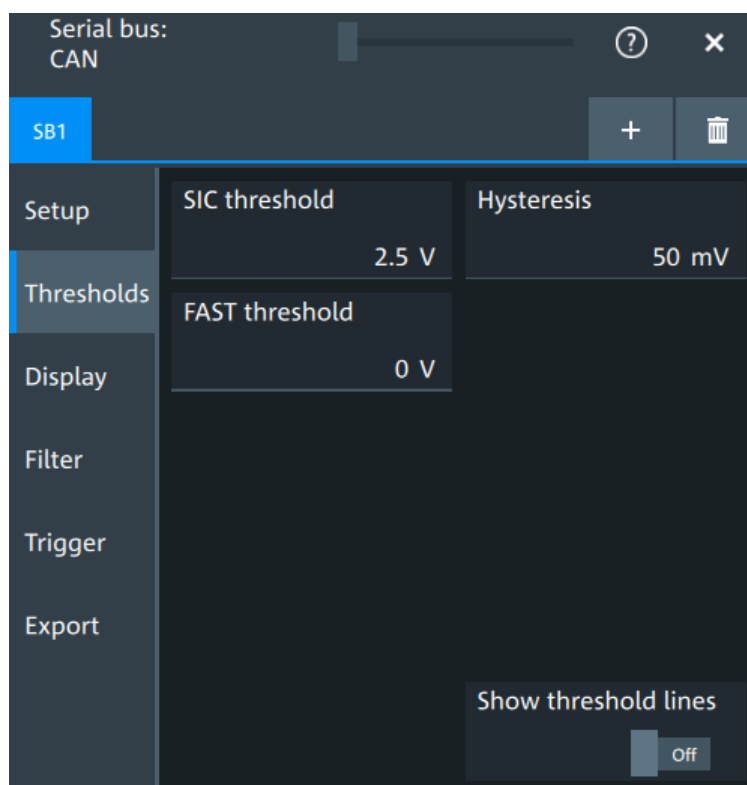 Serial bus:
CAN
?
SB1
+
Setup
Thresholds
Display
Filter
Trigger
Export
SIC threshold
2.5 V
Hysteresis
50 mV
FAST threshold
0 V
Show threshold lines
Off